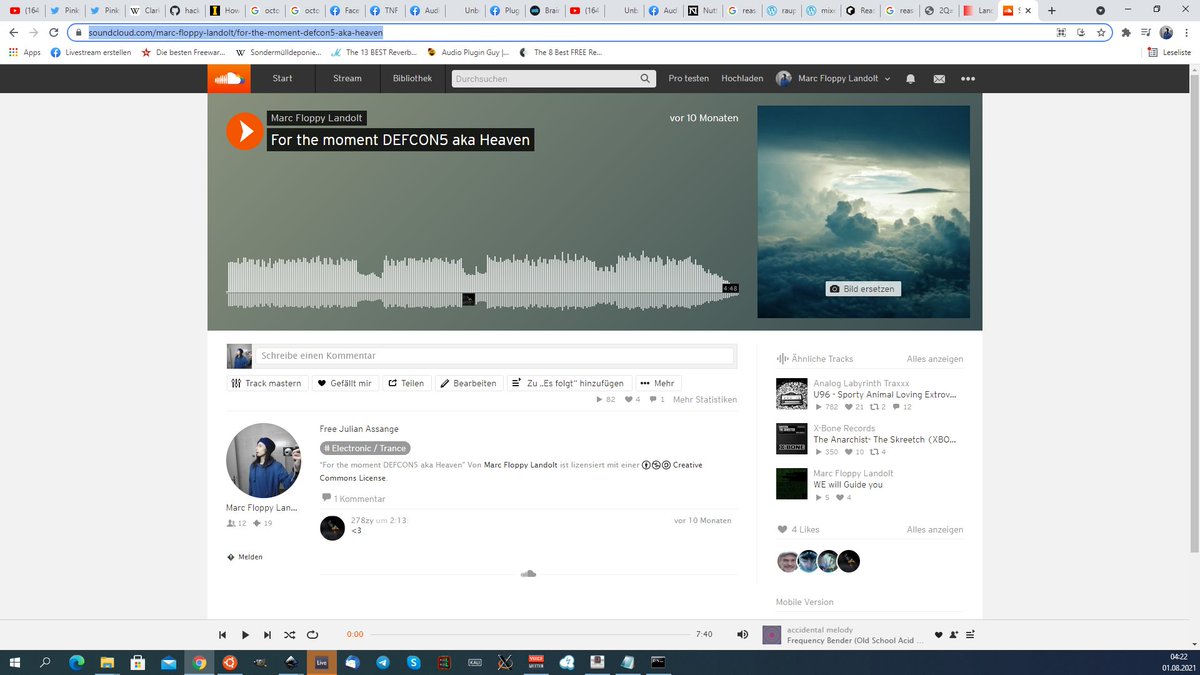 (164
Pink
Pink
Clari
hack
How
octo
octo
Face
TNF
Audi
Unb
Plug
Brai
(164
Unb
Aud
Nut
reas
raup
mixe
Reas
reas
2Qe
Lanc
S
soundcloud.com/marc-floppy-landolt/for-the-moment-defcon5-aka-heaven
Apps
Livestream erstellen
Die besten Freewar...
Sondermülldeponie...
The 13 BEST Reverb...
Audio Plugin Guy |...
The 8 Best FREE Re...
Leseliste
Start
Stream
Bibliothek
Durchsuchen
Pro testen
Hochladen
Marc Floppy Landolt
Marc Floppy Landolt
vor 10 Monaten
For the moment DEFCON5 aka Heaven
4:48
Bild ersetzen
Schreibe einen Kommentar
Track mastern
Gefällt mir
Teilen
Bearbeiten
Zu „Es folgt“ hinzufügen
Mehr
82
4
1
Mehr Statistiken
Marc Floppy Lan...
12
19
Melden
Free Julian Assange
# Electronic / Trance
"For the moment DEFCON5 aka Heaven" Von Marc Floppy Landolt ist lizensiert mit einer Creative
Commons License.
1 Kommentar
278zy um 2:13
vor 10 Monaten
<3
Ähnliche Tracks
Alles anzeigen
Analog Labyrinth Traxxx
U96 - Sporty Animal Loving Extrov...
782
21
2
12
X-Bone Records
The Anarchist- The Skreetch (XBO...
350
10
4
Marc Floppy Landolt
WE will Guide you
5
4
4 Likes
Alles anzeigen
Mobile Version
0:00
7:40
accidental melody
Frequency Bender (Old School Acid ...
Live
04:22
01.08.2021